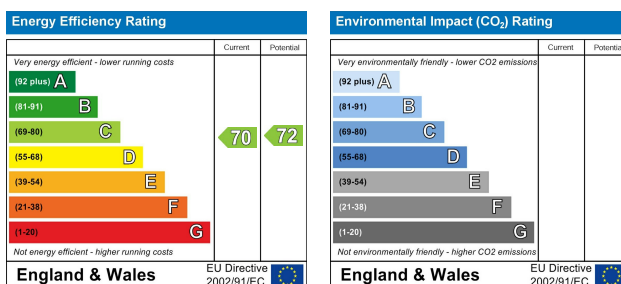 Energy Efficiency Rating
Current Potential
Very energy efficient - lower running costs
(92 plus) A
(81-91) B
(69-80) C
70 72
(55-68) D
(39-54) E
(21-38) F
(1-20) G
Not energy efficient - higher running costs
England & Wales
EU Directive
2002/91/EC
Environmental Impact (CO₂) Rating
Current Potential
Very environmentally friendly - lower CO2 emissions
(92 plus) A
(81-91) B
(69-80) C
(55-68) D
(39-54) E
(21-38) F
(1-20) G
Not environmentally friendly - higher CO2 emissions
England & Wales
EU Directive
2002/91/EC